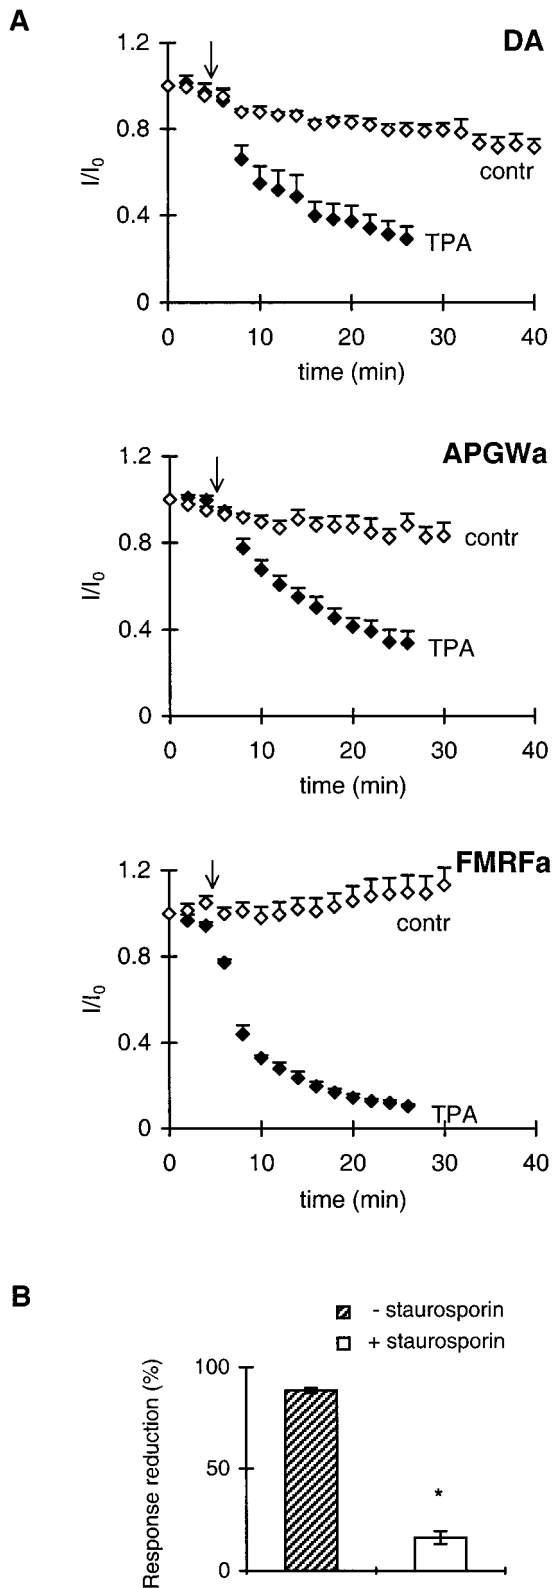 A
DA
1.2
0.8
0.4
0
I/I0
contr
TPA
0 10 20 30 40
time (min)
APGWa
1.2
0.8
0.4
0
I/I0
contr
TPA
0 10 20 30 40
time (min)
FMRFa
1.2
0.8
0.4
0
I/I0
contr
TPA
0 10 20 30 40
time (min)
B
- staurosporin
+ staurosporin
Response reduction (%)
100
50
0
*